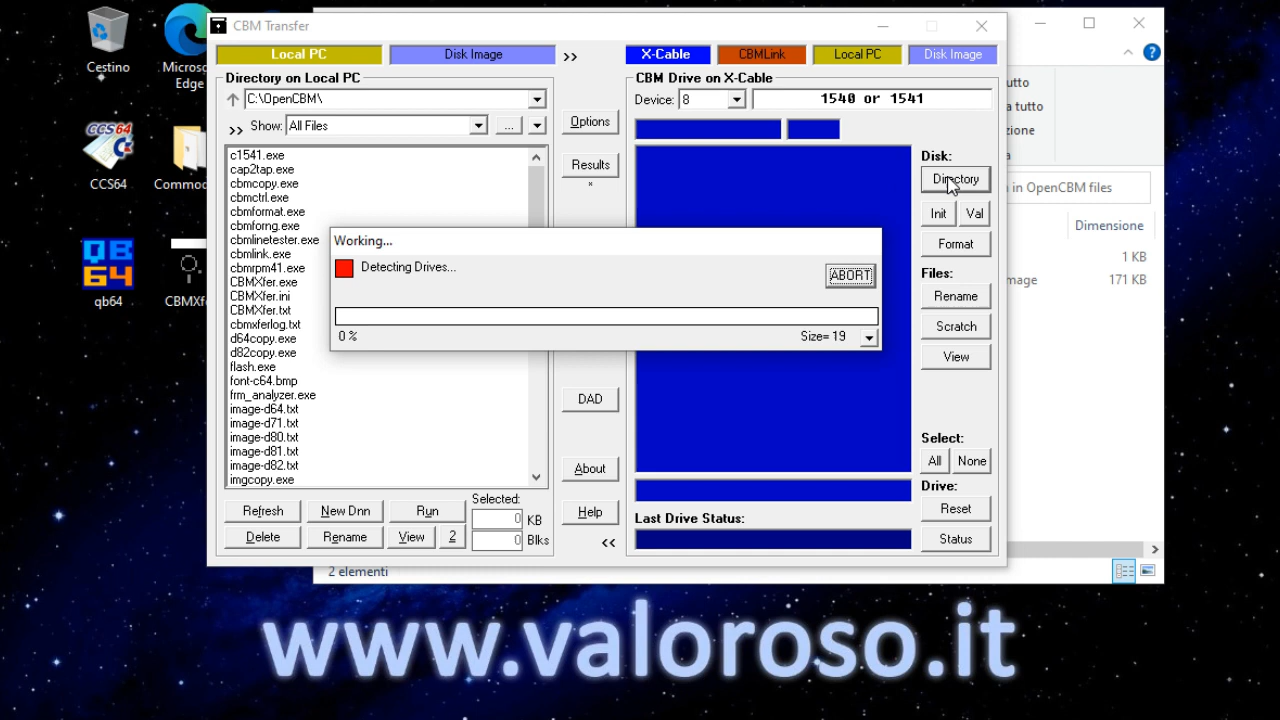 Cestino
Microsoft
Edge
CCS64
Commod
qb64
CBMXfe
CBM Transfer
Local PC
Disk Image
>>
X-Cable
CBMLink
Local PC
Disk Image
Directory on Local PC
C:\OpenCBM\
>> Show: All Files
...
c1541.exe
cap2tap.exe
cbmcopy.exe
cbmctrl.exe
cbmformat.exe
cbmforng.exe
cbmlinetester.exe
cbmlink.exe
cbmrpm41.exe
CBMXfer.exe
CBMXfer.ini
CBMXfer.txt
cbmxferlog.txt
d64copy.exe
d82copy.exe
flash.exe
font-c64.bmp
frm_analyzer.exe
image-d64.txt
image-d71.txt
image-d80.txt
image-d81.txt
image-d82.txt
imgcopy.exe
Refresh
New Dnn
Run
Delete
Rename
View
2
Selected:
0 KB
0 Blks
Options
Results
*
DAD
About
Help
<<
CBM Drive on X-Cable
Device: 8
1540 or 1541
Last Drive Status:
Disk:
Directory
Init
Val
Format
Files:
Rename
Scratch
View
Select:
All
None
Drive:
Reset
Status
Working...
Detecting Drives...
ABORT
0 %
Size= 19
?
utto
a tutto
zione
a
in OpenCBM files
Dimensione
1 KB
mage
171 KB
2 elementi
www.valoroso.it